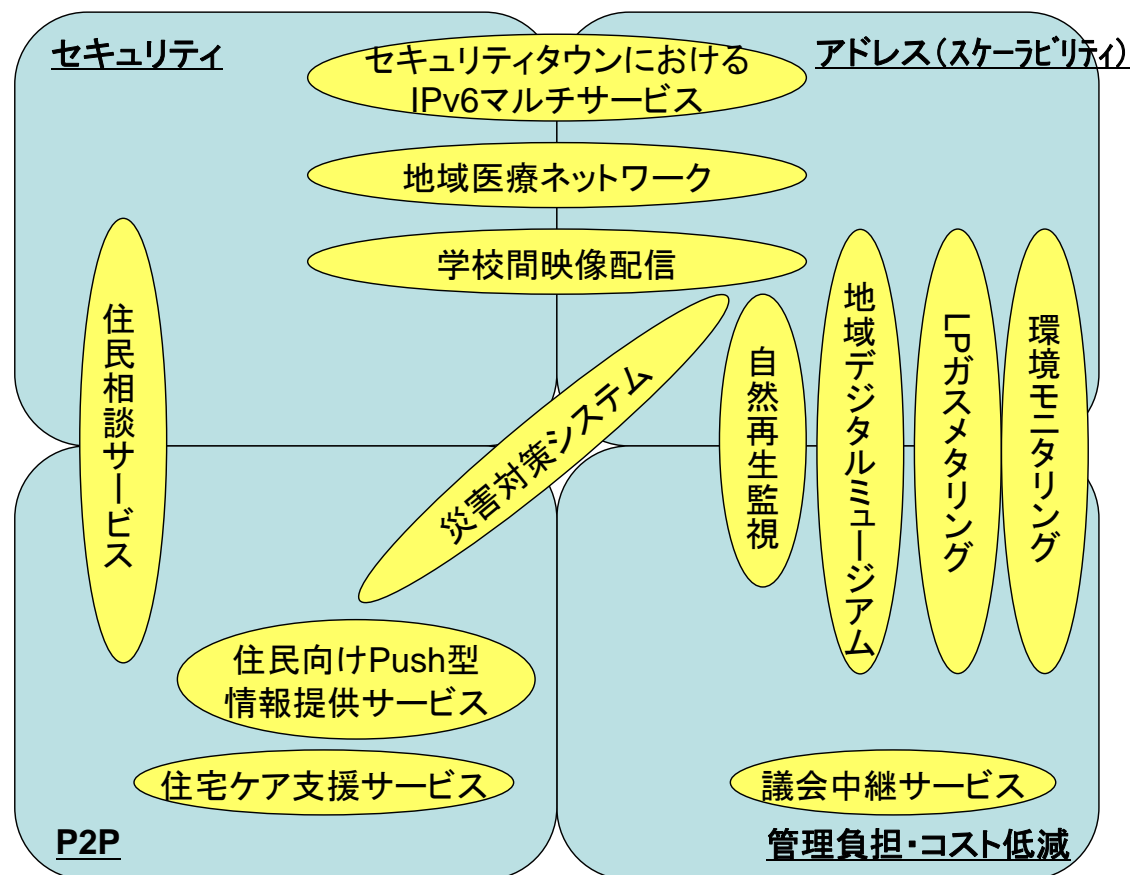 セキュリティ
アドレス(スケーラビリティ)
セキュリティタウンにおける
IPv6マルチサービス
地域医療ネットワーク
学校間映像配信
住民相談サービス
災害対策システム
自然再生監視
地域デジタルミュージアム
LPガスメタリング
環境モニタリング
住民向けPush型
情報提供サービス
住宅ケア支援サービス
議会中継サービス
P2P
管理負担・コスト低減